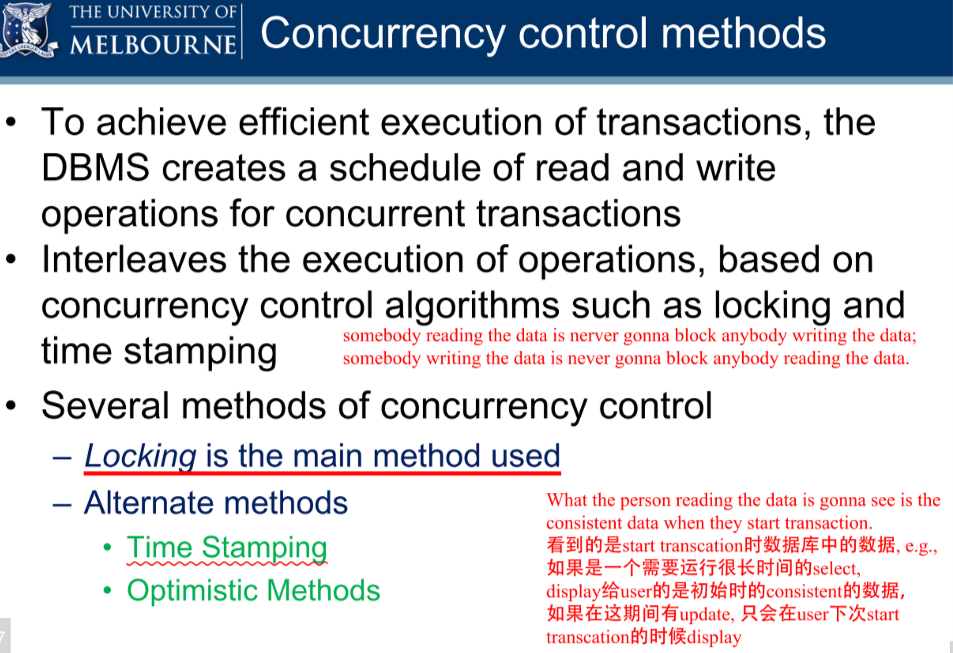 THE UNIVERSITY OF
MELBOURNE
Concurrency control methods
• To achieve efficient execution of transactions, the
DBMS creates a schedule of read and write
operations for concurrent transactions
• Interleaves the execution of operations, based on
concurrency control algorithms such as locking and
time stamping
somebody reading the data is nerver gonna block anybody writing the data;
somebody writing the data is never gonna block anybody reading the data.
• Several methods of concurrency control
– Locking is the main method used
– Alternate methods
• Time Stamping
• Optimistic Methods
What the person reading the data is gonna see is the
consistent data when they start transaction.
看到的是start transcation时数据库中的数据, e.g.,
如果是一个需要运行很长时间的select,
display给user的是初始时的consistent的数据，
如果在这期间有update, 只会在user下次start
transcation的时候display
7